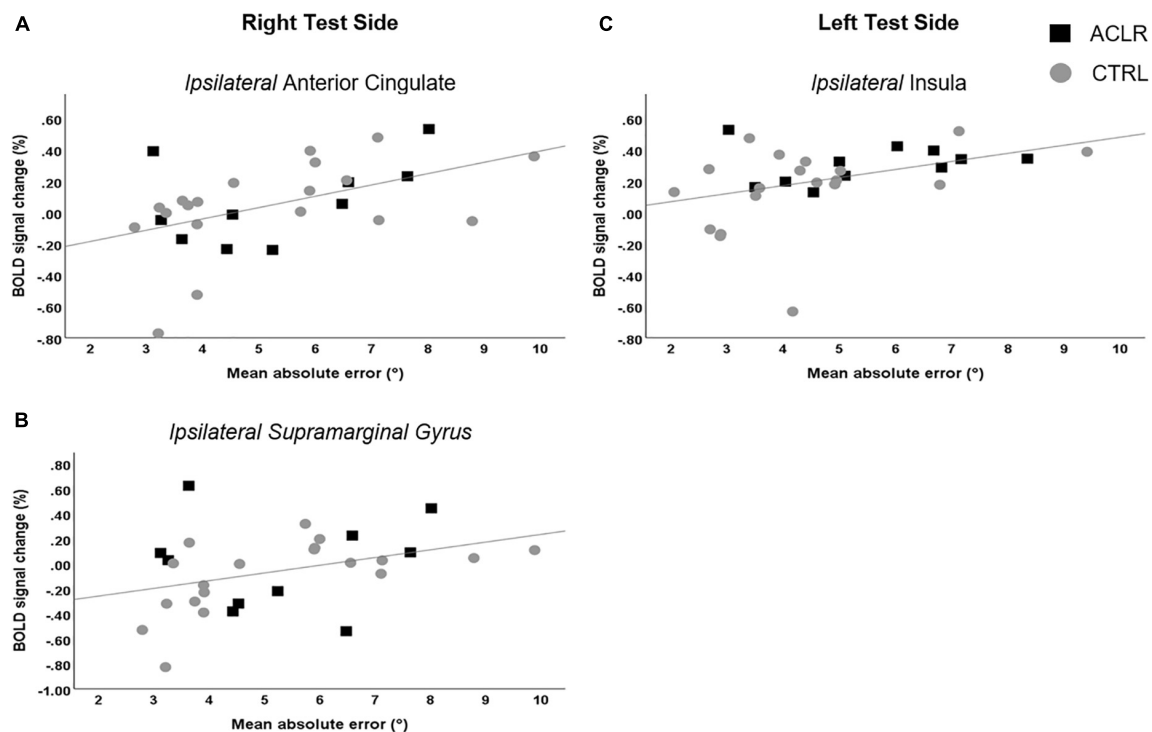 A Right Test Side
Ipsilateral Anterior Cingulate
BOLD signal change (%)
.60
.40
.20
.00
-.20
-.40
-.60
-.80
2 3 4 5 6 7 8 9 10
Mean absolute error (°)
B
Ipsilateral Supramarginal Gyrus
BOLD signal change (%)
.80
.60
.40
.20
.00
-.20
-.40
-.60
-.80
-1.00
2 3 4 5 6 7 8 9 10
Mean absolute error (°)
C Left Test Side
ACLR
CTRL
Ipsilateral Insula
BOLD signal change (%)
.60
.40
.20
.00
-.20
-.40
-.60
-.80
2 3 4 5 6 7 8 9 10
Mean absolute error (°)